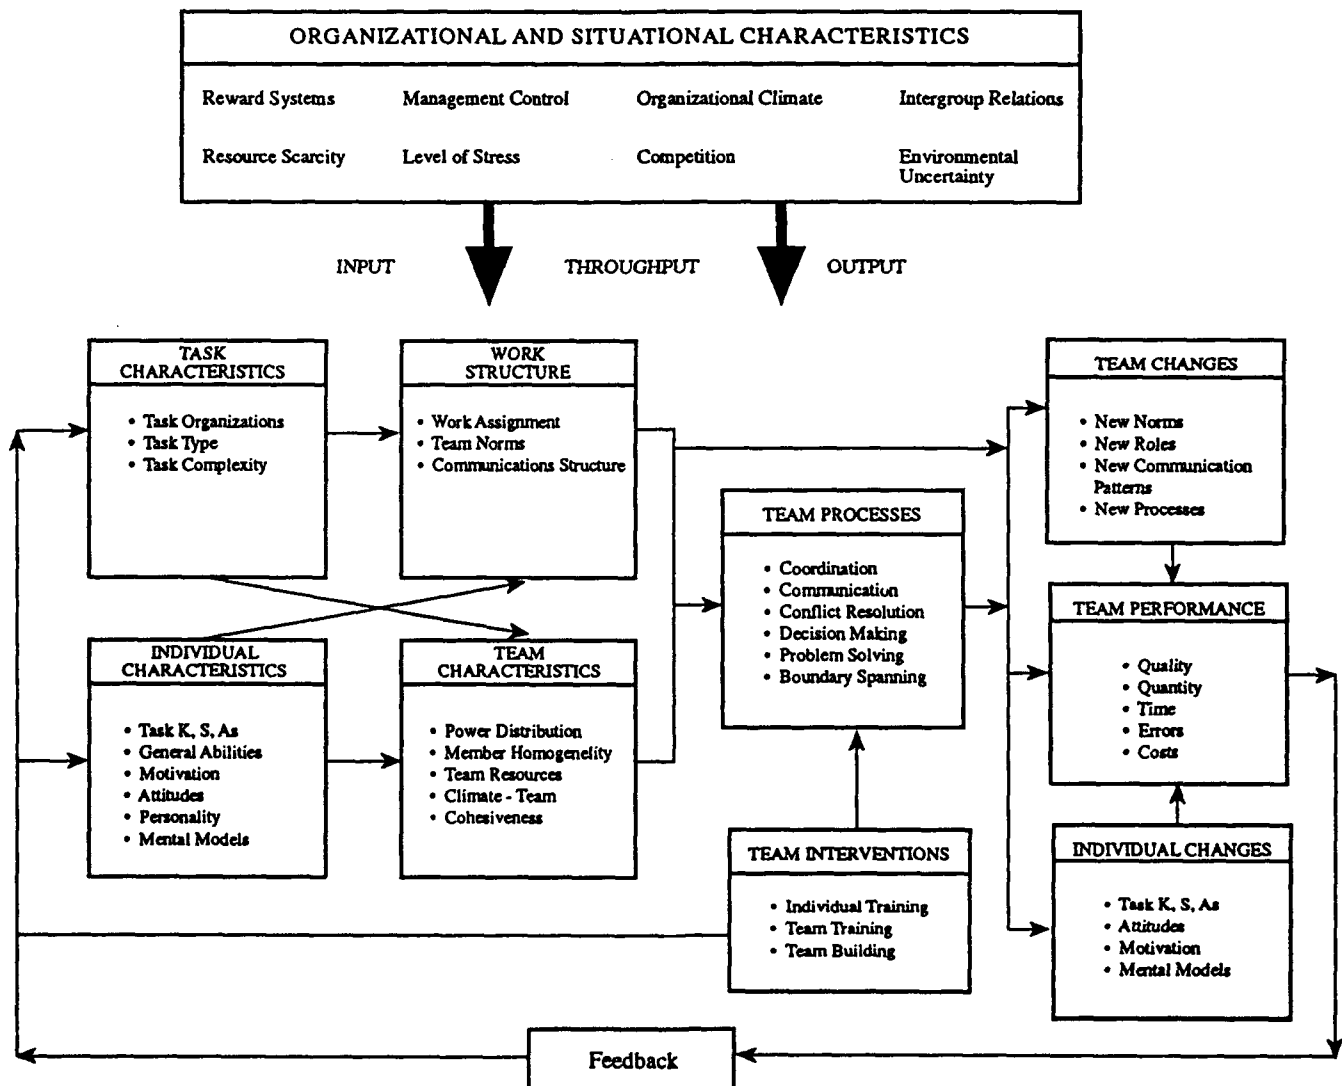 ORGANIZATIONAL AND SITUATIONAL CHARACTERISTICS
Reward Systems
Management Control
Organizational Climate
Intergroup Relations
Resource Scarcity
Level of Stress
Competition
Environmental
Uncertainty
INPUT
THROUGHPUT
OUTPUT
TASK
CHARACTERISTICS
• Task Organizations
• Task Type
• Task Complexity
WORK
STRUCTURE
• Work Assignment
• Team Norms
• Communications Structure
TEAM CHANGES
• New Norms
• New Roles
• New Communication
Patterns
• New Processes
TEAM PROCESSES
• Coordination
• Communication
• Conflict Resolution
• Decision Making
• Problem Solving
• Boundary Spanning
TEAM PERFORMANCE
• Quality
• Quantity
• Time
• Errors
• Costs
INDIVIDUAL
CHARACTERISTICS
• Task K, S, As
• General Abilities
• Motivation
• Attitudes
• Personality
• Mental Models
TEAM
CHARACTERISTICS
• Power Distribution
• Member Homogenelity
• Team Resources
• Climate - Team
• Cohesiveness
TEAM INTERVENTIONS
• Individual Training
• Team Training
• Team Building
INDIVIDUAL CHANGES
• Task K, S, As
• Attitudes
• Motivation
• Mental Models
Feedback